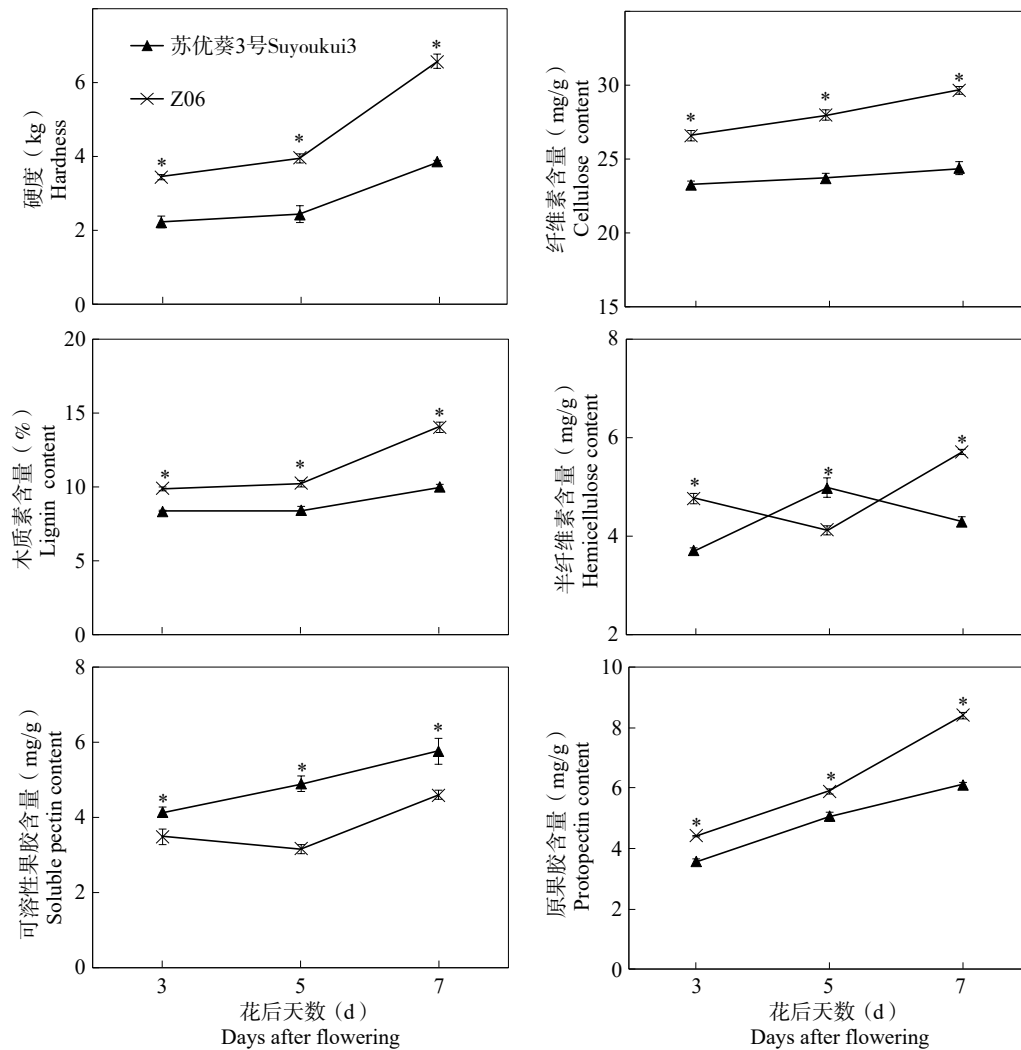 苏优葵3号Suyoukui3
Z06
硬度（kg）
Hardness
6
4
2
0
*
*
*
纤维素含量（mg/g）
Cellulose content
30
25
20
15
*
*
*
木质素含量（%）
Lignin content
20
15
10
5
0
*
*
*
半纤维素含量（mg/g）
Hemicellulose content
8
6
4
2
*
*
*
可溶性果胶含量（mg/g）
Soluble pectin content
8
6
4
2
0
*
*
*
3
5
7
花后天数（d）
Days after flowering
原果胶含量（mg/g）
Protopectin content
10
8
6
4
2
0
*
*
*
3
5
7
花后天数（d）
Days after flowering